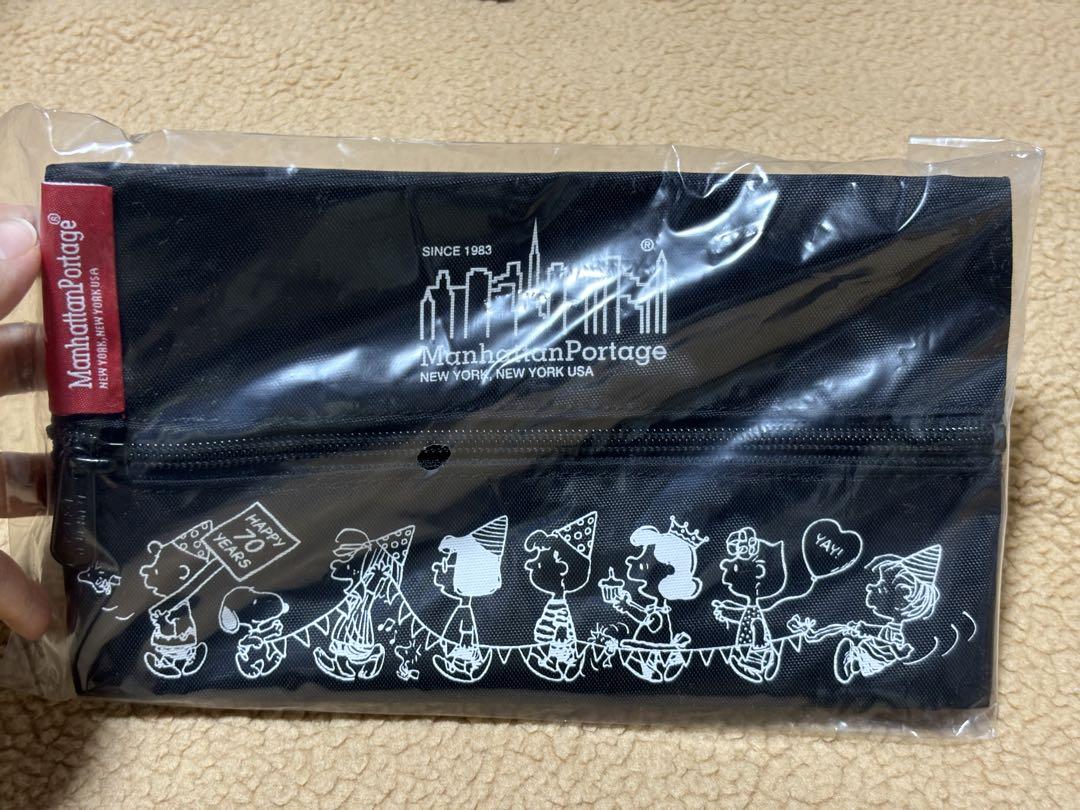 ManhattanPortage®
NEW YORK, NEW YORK USA
SINCE 1983
®
ManhattanPortage
NEW YORK, NEW YORK USA
HAPPY
70
YEARS
YAY!